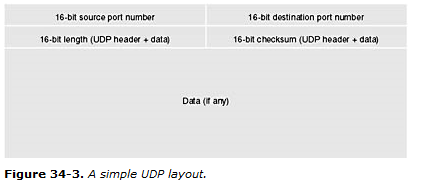 16-bit source port number 16-bit destination port number
16-bit length (UDP header + data) 16-bit checksum (UDP header + data)
Data (if any)
Figure 34-3. A simple UDP layout.